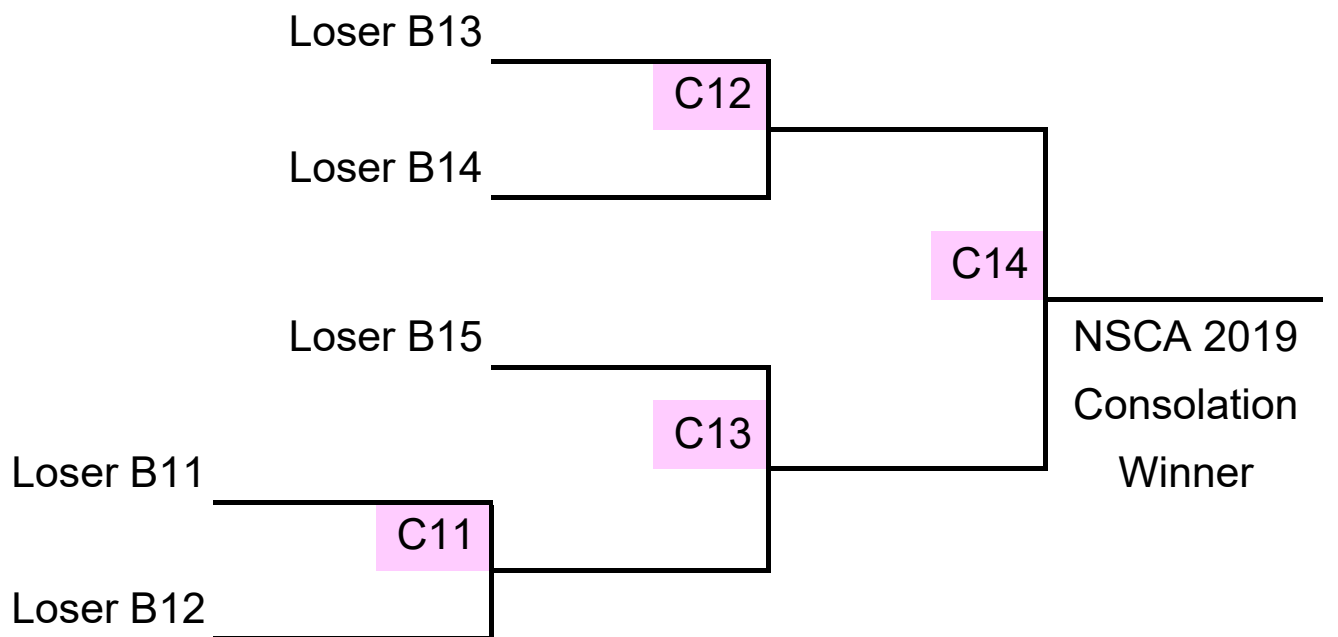 Loser B13
C12
Loser B14
C14
Loser B15
NSCA 2019
Consolation
C13
Loser B11
Winner
C11
Loser B12